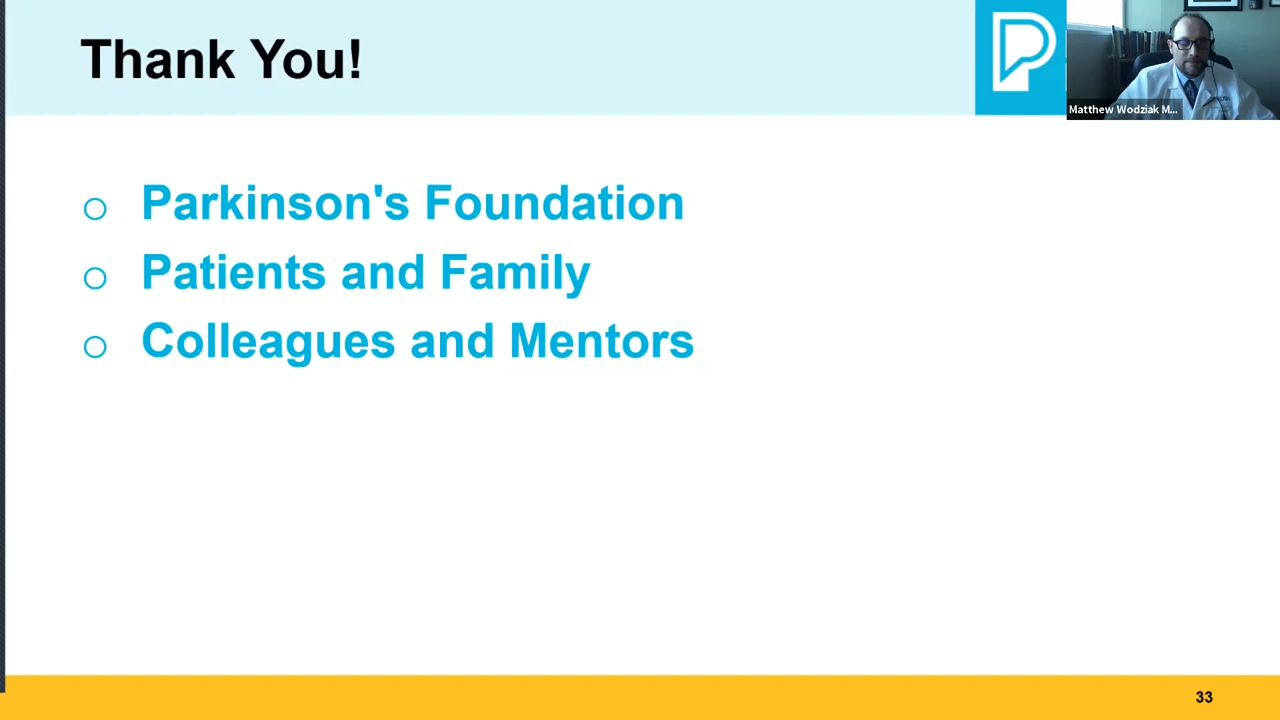 Thank You!
Matthew Wodziak M...
Parkinson's Foundation
Patients and Family
Colleagues and Mentors
33